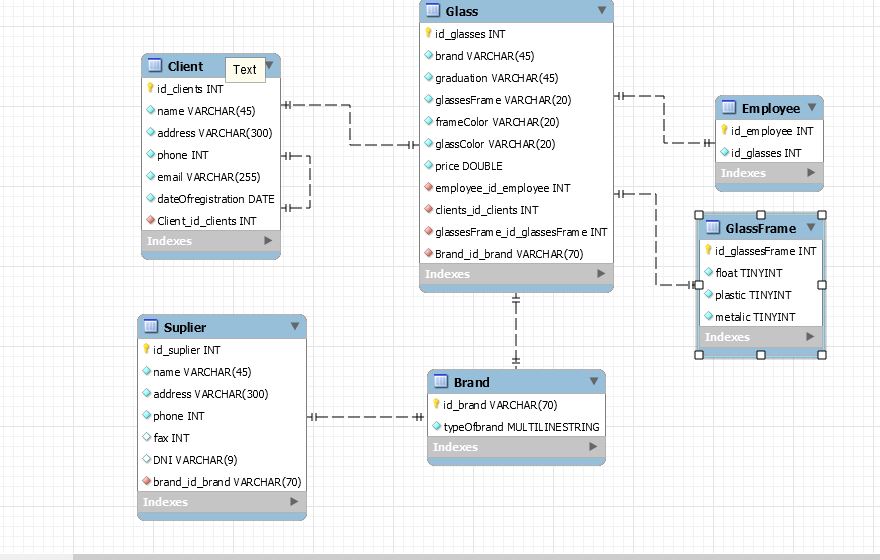 Glass
id_glasses INT
brand VARCHAR(45)
graduation VARCHAR(45)
glassesFrame VARCHAR(20)
frameColor VARCHAR(20)
glassColor VARCHAR(20)
price DOUBLE
employee_id_employee INT
clients_id_clients INT
glassesFrame_id_glassesFrame INT
Brand_id_brand VARCHAR(70)
Indexes
Client
Text
id_clients INT
name VARCHAR(45)
address VARCHAR(300)
phone INT
email VARCHAR(255)
dateOfregistration DATE
Client_id_clients INT
Indexes
Employee
id_employee INT
id_glasses INT
Indexes
GlassFrame
id_glassesFrame INT
float TINYINT
plastic TINYINT
metalic TINYINT
Indexes
Suplier
id_suplier INT
name VARCHAR(45)
address VARCHAR(300)
phone INT
fax INT
DNI VARCHAR(9)
brand_id_brand VARCHAR(70)
Indexes
Brand
id_brand VARCHAR(70)
typeOfbrand MULTILINESTRING
Indexes